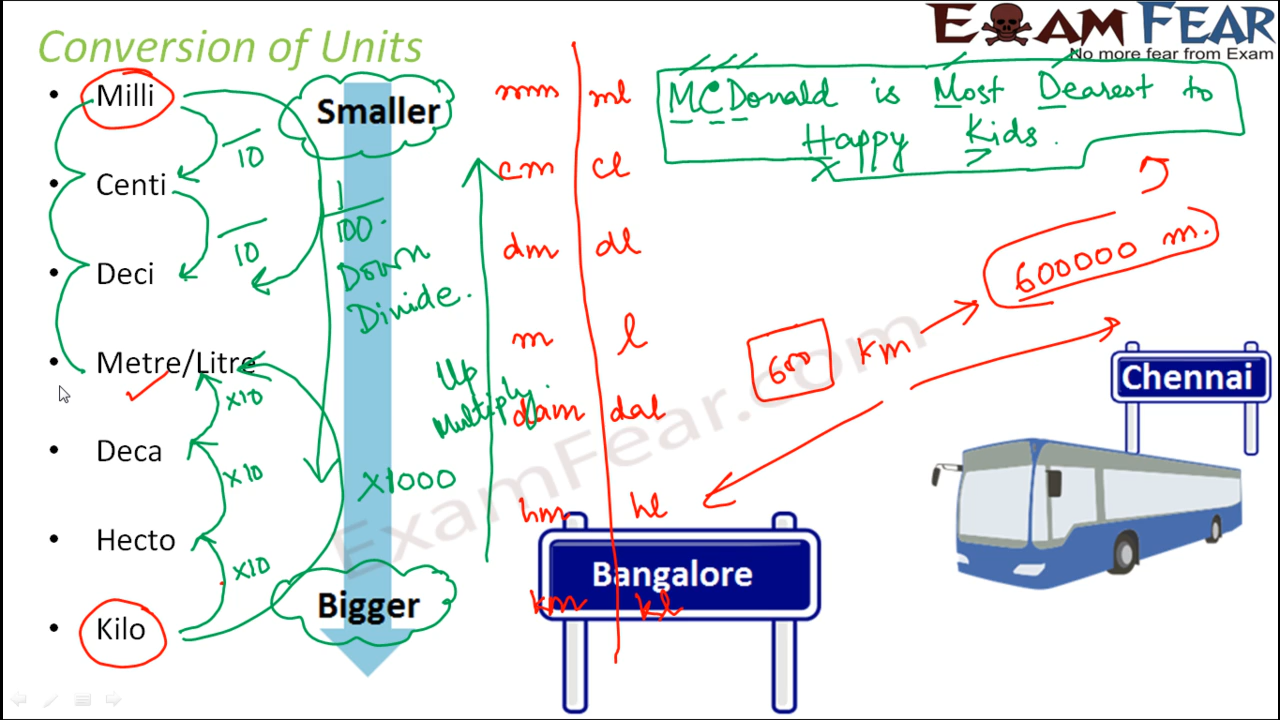 Conversion of Units
EXAM FEAR
No more fear from Exam
• Milli
• Centi
• Deci
• Metre/Litre
• Deca
• Hecto
• Kilo
Smaller
Bigger
10
10
1
100
Down
Divide.
Up
Multiply.
X10
X10
X10
X1000
mm ml
cm cl
dm dl
m l
dam dal
hm hl
km kl
MCDonald is Most Dearest to
Happy Kids.
600000 m.
600 km
Chennai
Bangalore
ExamFear.com